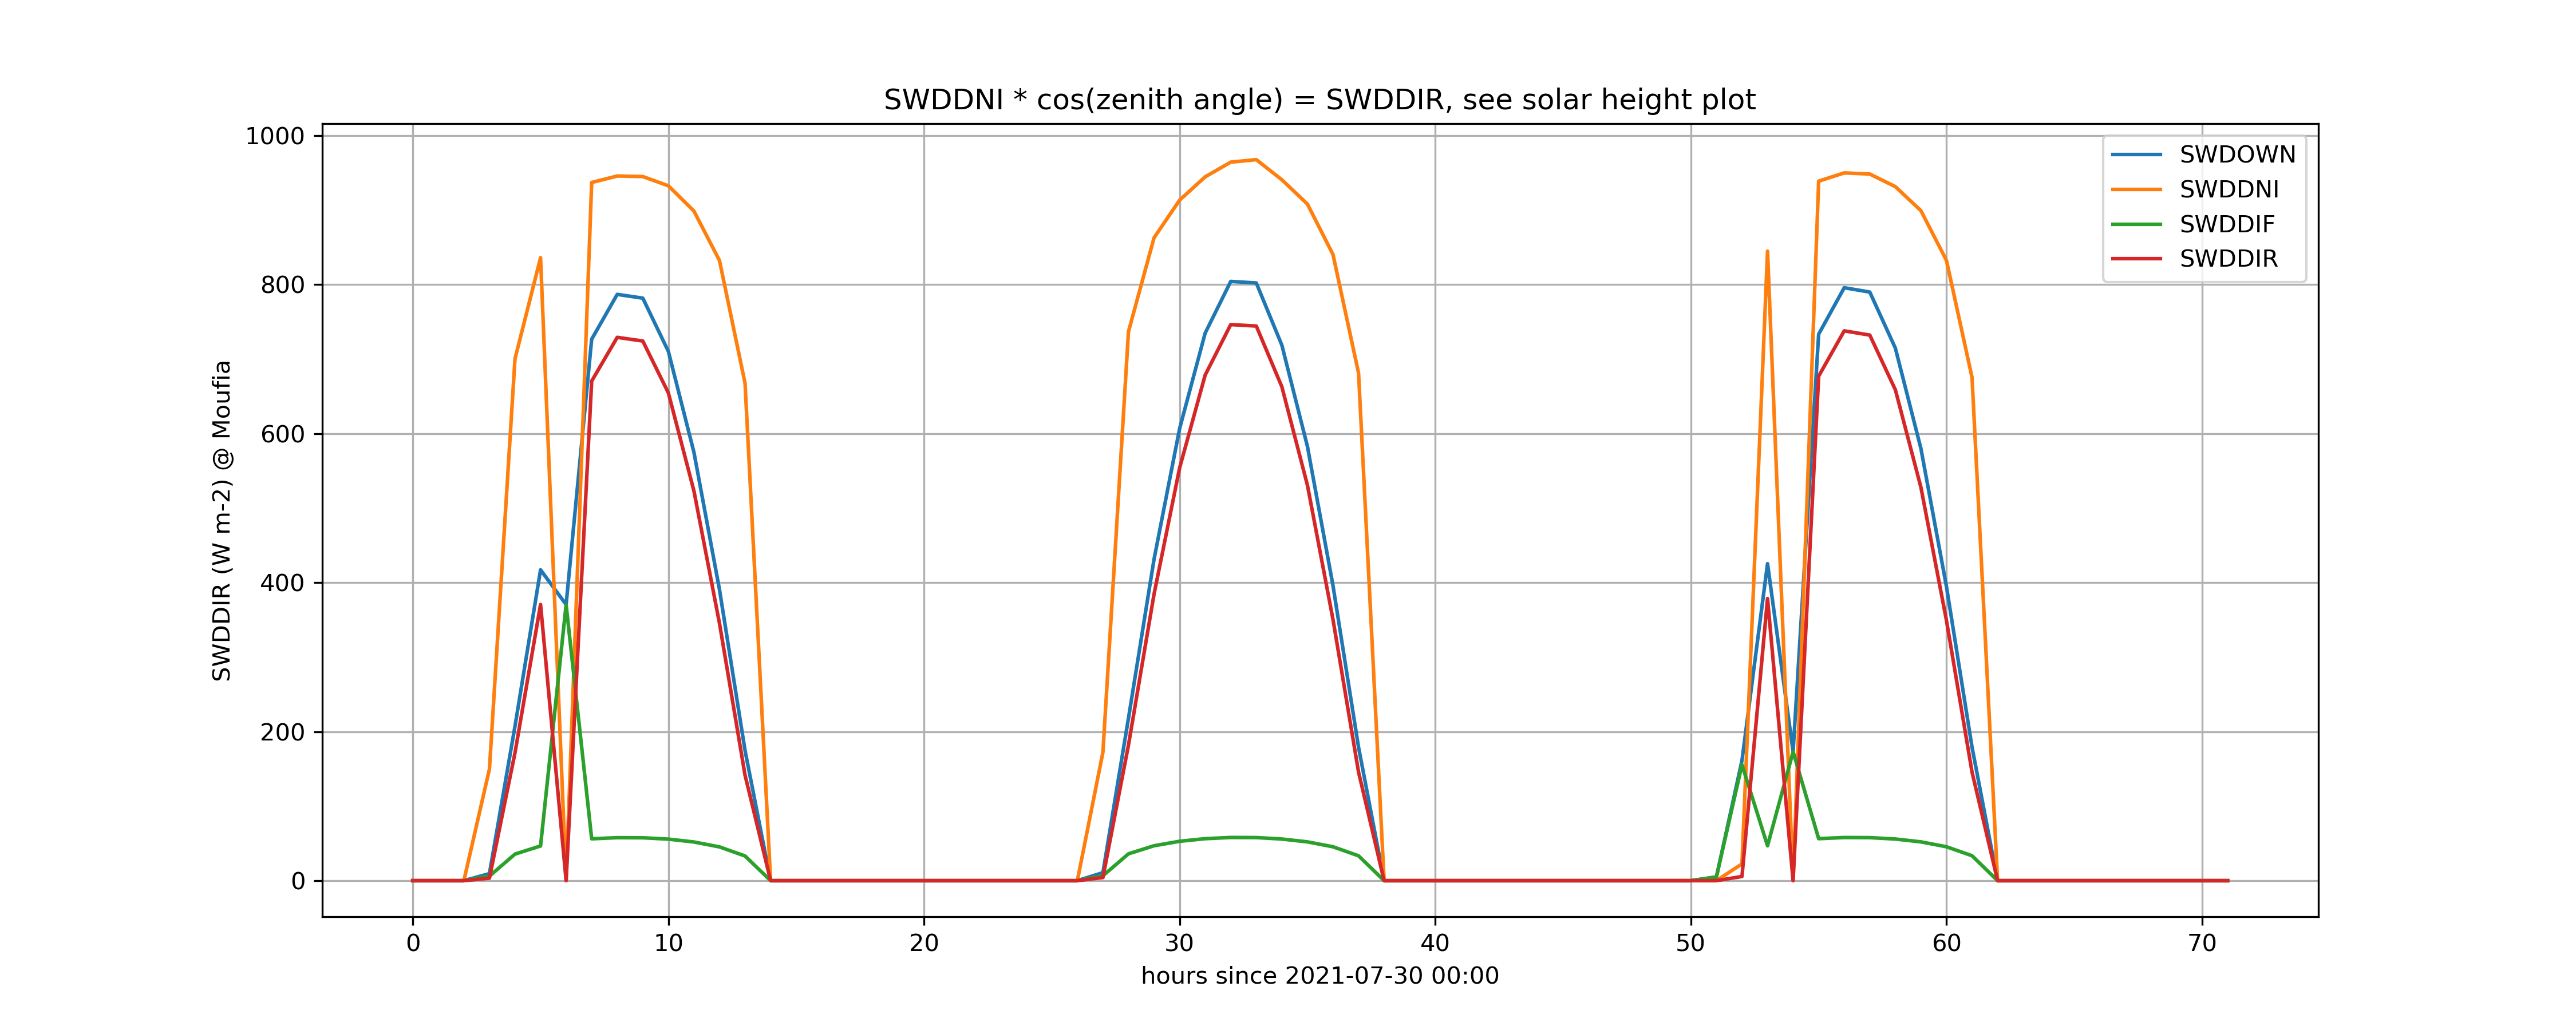 SWDDNI * cos(zenith angle) = SWDDIR, see solar height plot
1000
800
600
400
200
0
SWDDIR (W m-2) @ Moufia
SWDOWN
SWDDNI
SWDDIF
SWDDIR
0 10 20 30 40 50 60 70
hours since 2021-07-30 00:00